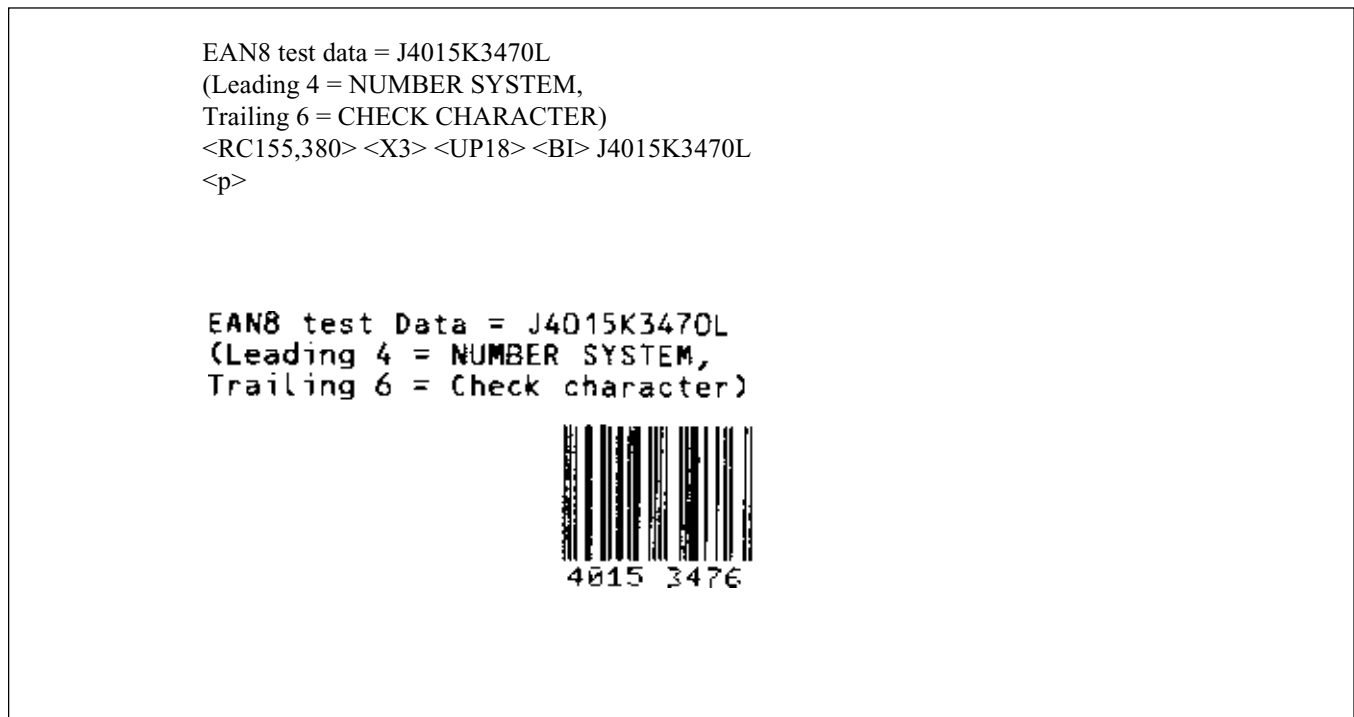 EAN8 test data = J4015K3470L
(Leading 4 = NUMBER SYSTEM,
Trailing 6 = CHECK CHARACTER)
<RC155,380> <X3> <UP18> <BI> J4015K3470L
<p>
EAN8 test Data = J4015K3470L
(Leading 4 = NUMBER SYSTEM,
Trailing 6 = Check character)
4015 3476